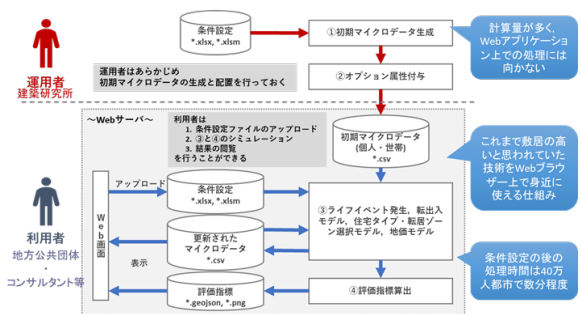 条件設定
*.xlsx, *.xlsm
①初期マイクロデータ生成
計算量が多く、
Webアプリケーシ
ョン上での処理には
向かない
運用者
建築研究所
運用者はあらかじめ
初期マイクロデータの生成と配置を行っておく
②オプション属性付与
～Webサーバ～
利用者は
1. 条件設定ファイルのアップロード
2. ③と④のシミュレーション
3. 結果の閲覧
を行うことができる
初期マイクロデータ
(個人・世帯)
*.csv
これまで敷居の高
いと思われていた
技術をWebブラウ
ザー上で身近に
使える仕組み
アップロード
条件設定
*.xlsx, *.xlsm
Web画面
③ライフイベント発生，転出入
モデル，住宅タイプ・転居ゾーン
選択モデル，地価モデル
更新された
マイクロデータ
*.csv
利用者
地方公共団体
・
コンサルタント等
表示
評価指標
*.geojson, *.png
④評価指標算出
条件設定の後の
処理時間は40万
人都市で数分程度